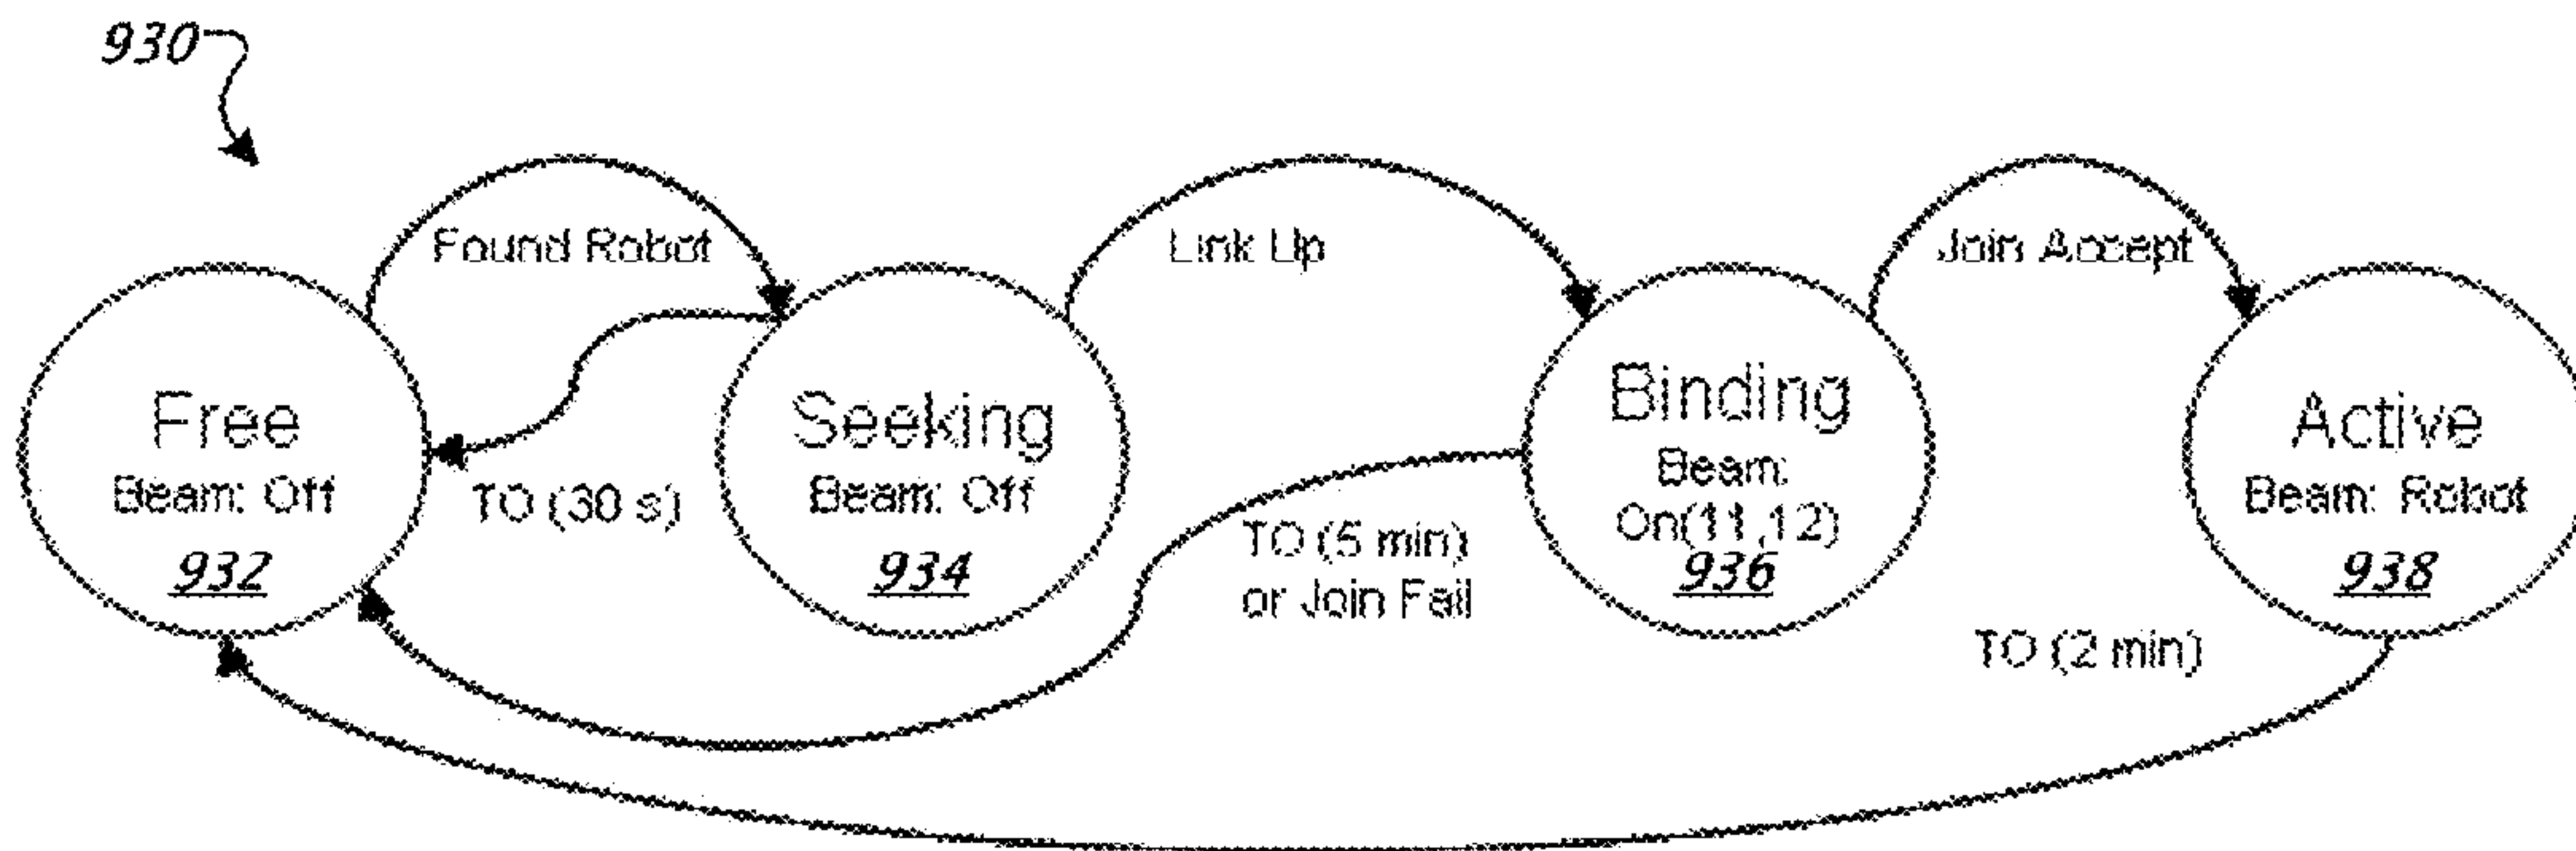 930
Found Robot
Link Up
Join Accept
Free
Beam: Off
932
TO (30 s)
Seeking
Beam: Off
934
TO (5 min)
or Join Fail
Binding
Beam:
On(11,12)
936
Active
Beam: Robot
938
TO (2 min)